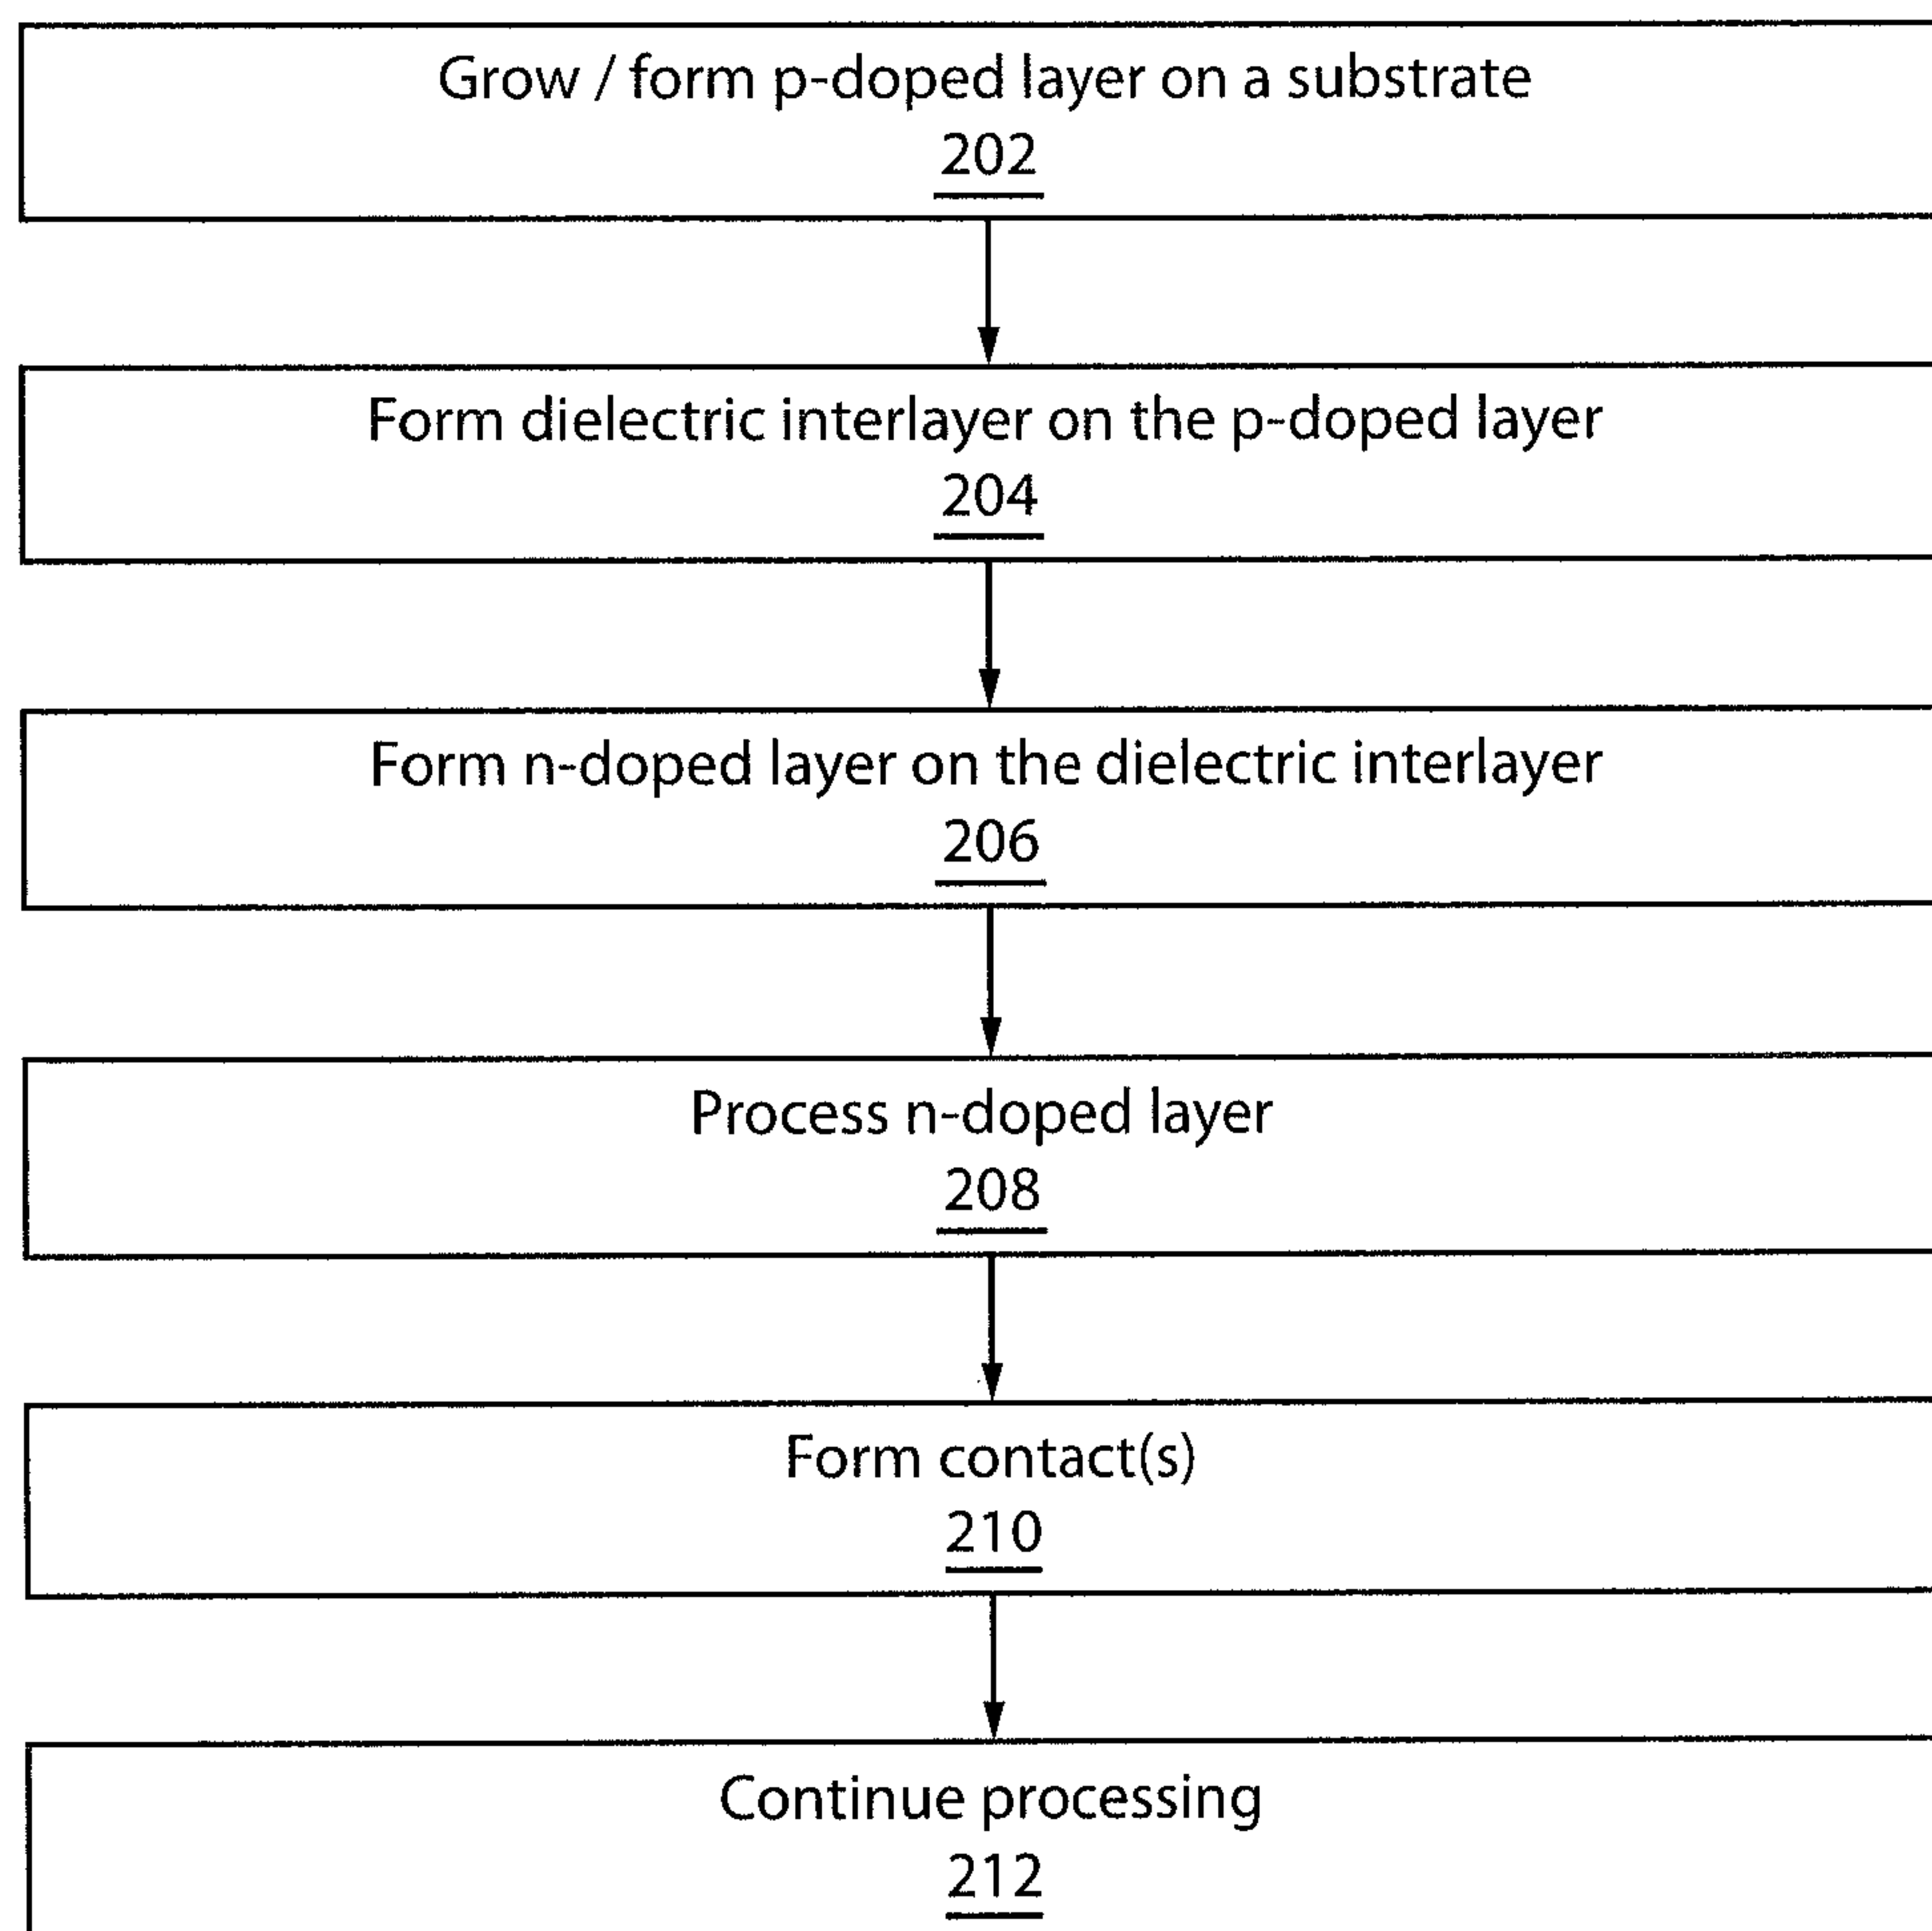 Grow / form p-doped layer on a substrate
202
Form dielectric interlayer on the p-doped layer
204
Form n-doped layer on the dielectric interlayer
206
Process n-doped layer
208
Form contact(s)
210
Continue processing
212